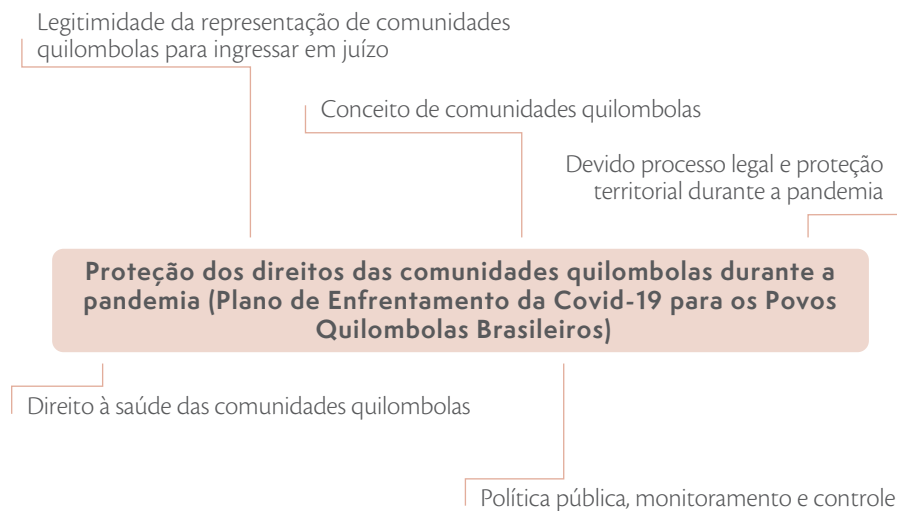 Legitimidade da representação de comunidades
quilombolas para ingressar em juízo
Conceito de comunidades quilombolas
Devido processo legal e proteção
territorial durante a pandemia
Proteção dos direitos das comunidades quilombolas durante a
pandemia (Plano de Enfrentamento da Covid-19 para os Povos
Quilombolas Brasileiros)
Direito à saúde das comunidades quilombolas
Política pública, monitoramento e controle